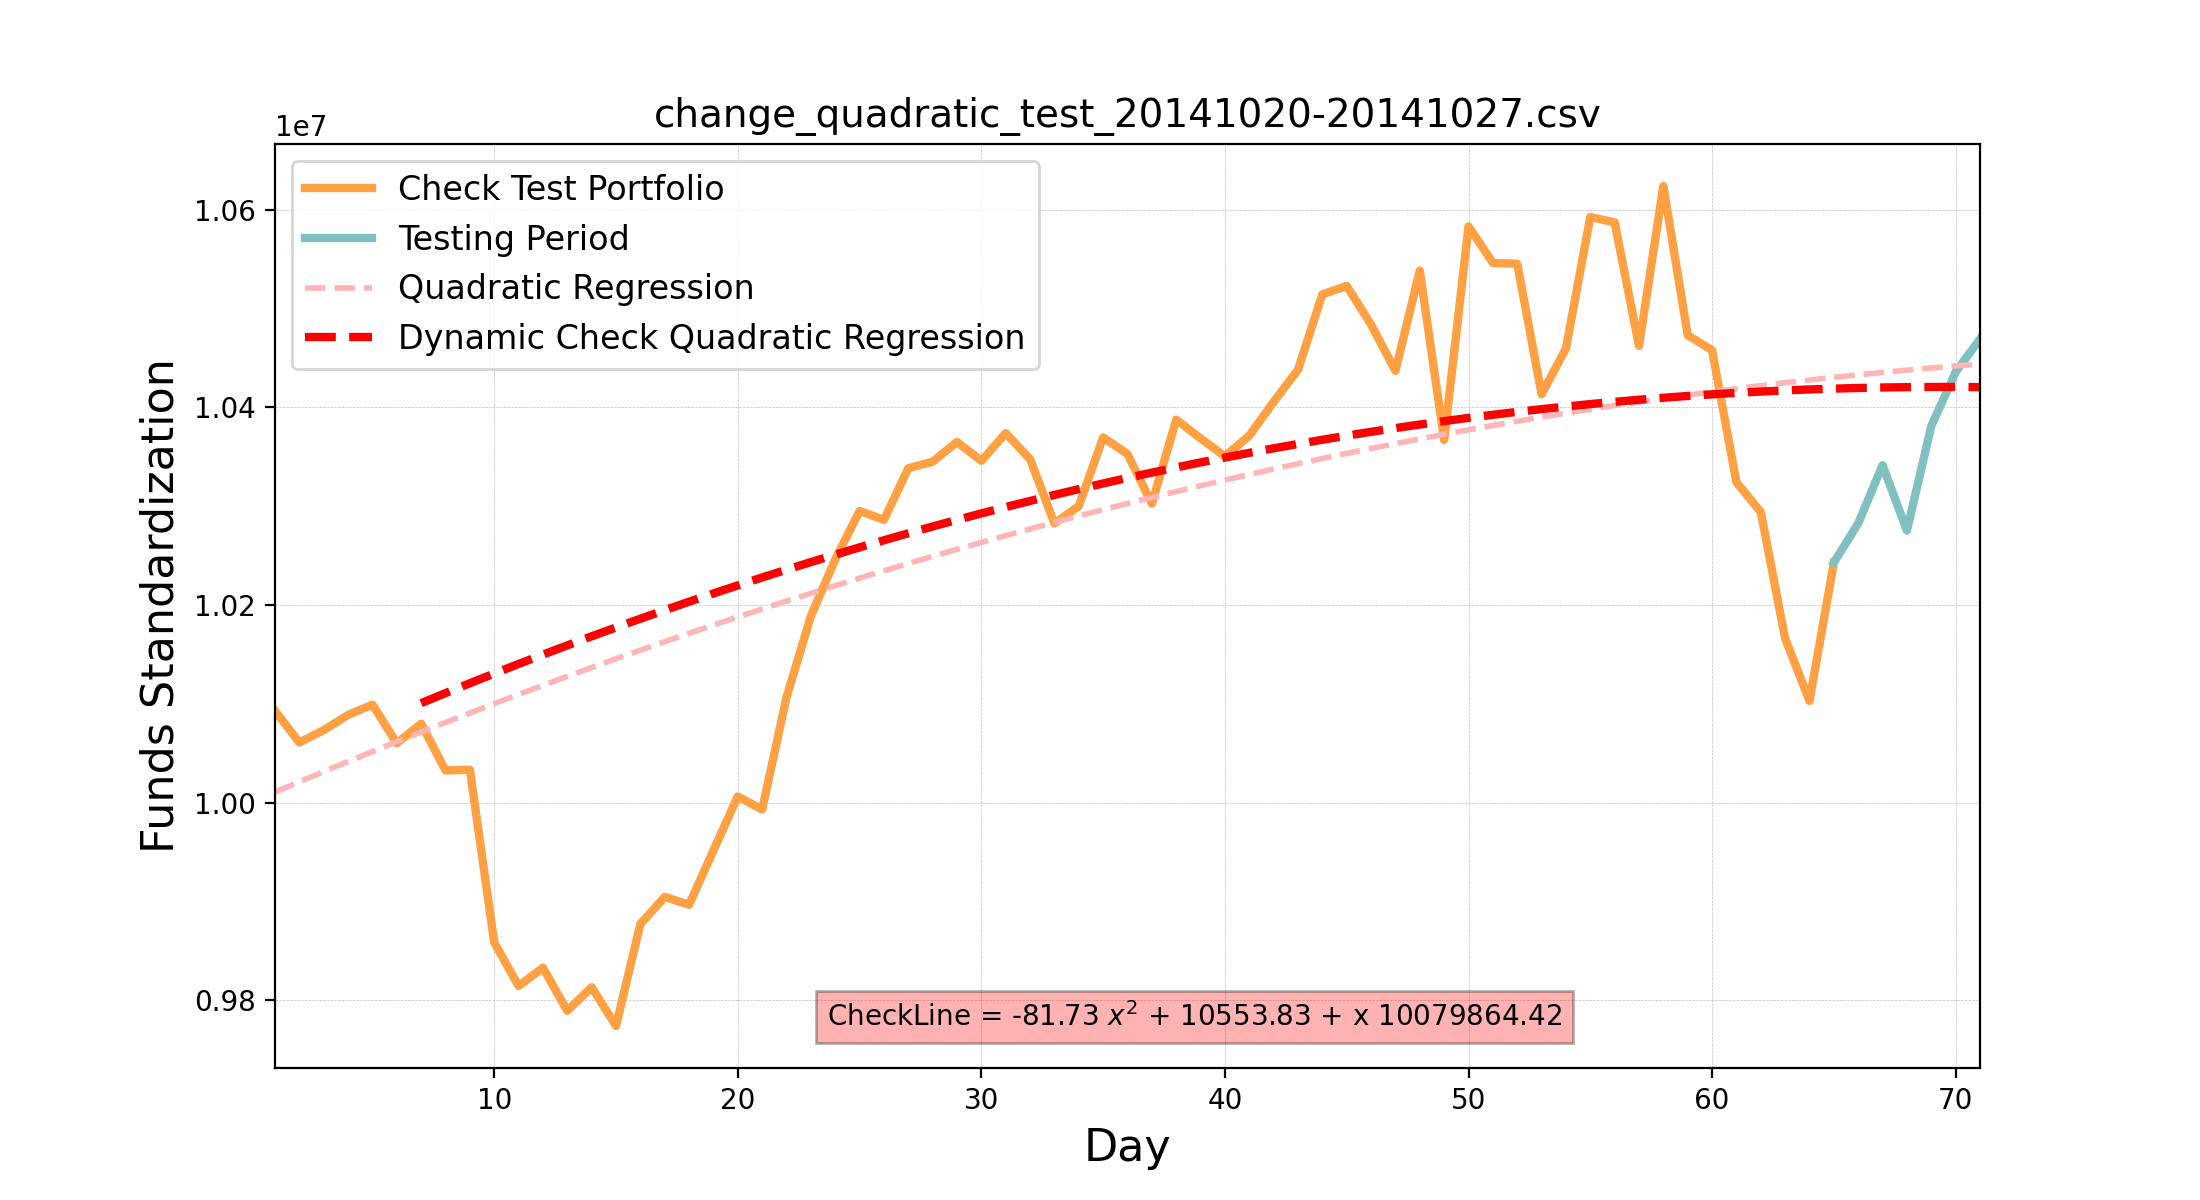 change_quadratic_test_20141020-20141027.csv
1e7
Check Test Portfolio
Testing Period
Quadratic Regression
Dynamic Check Quadratic Regression
1.06
1.04
1.02
1.00
0.98
Funds Standardization
CheckLine = -81.73 x² + 10553.83 + x 10079864.42
10 20 30 40 50 60 70
Day